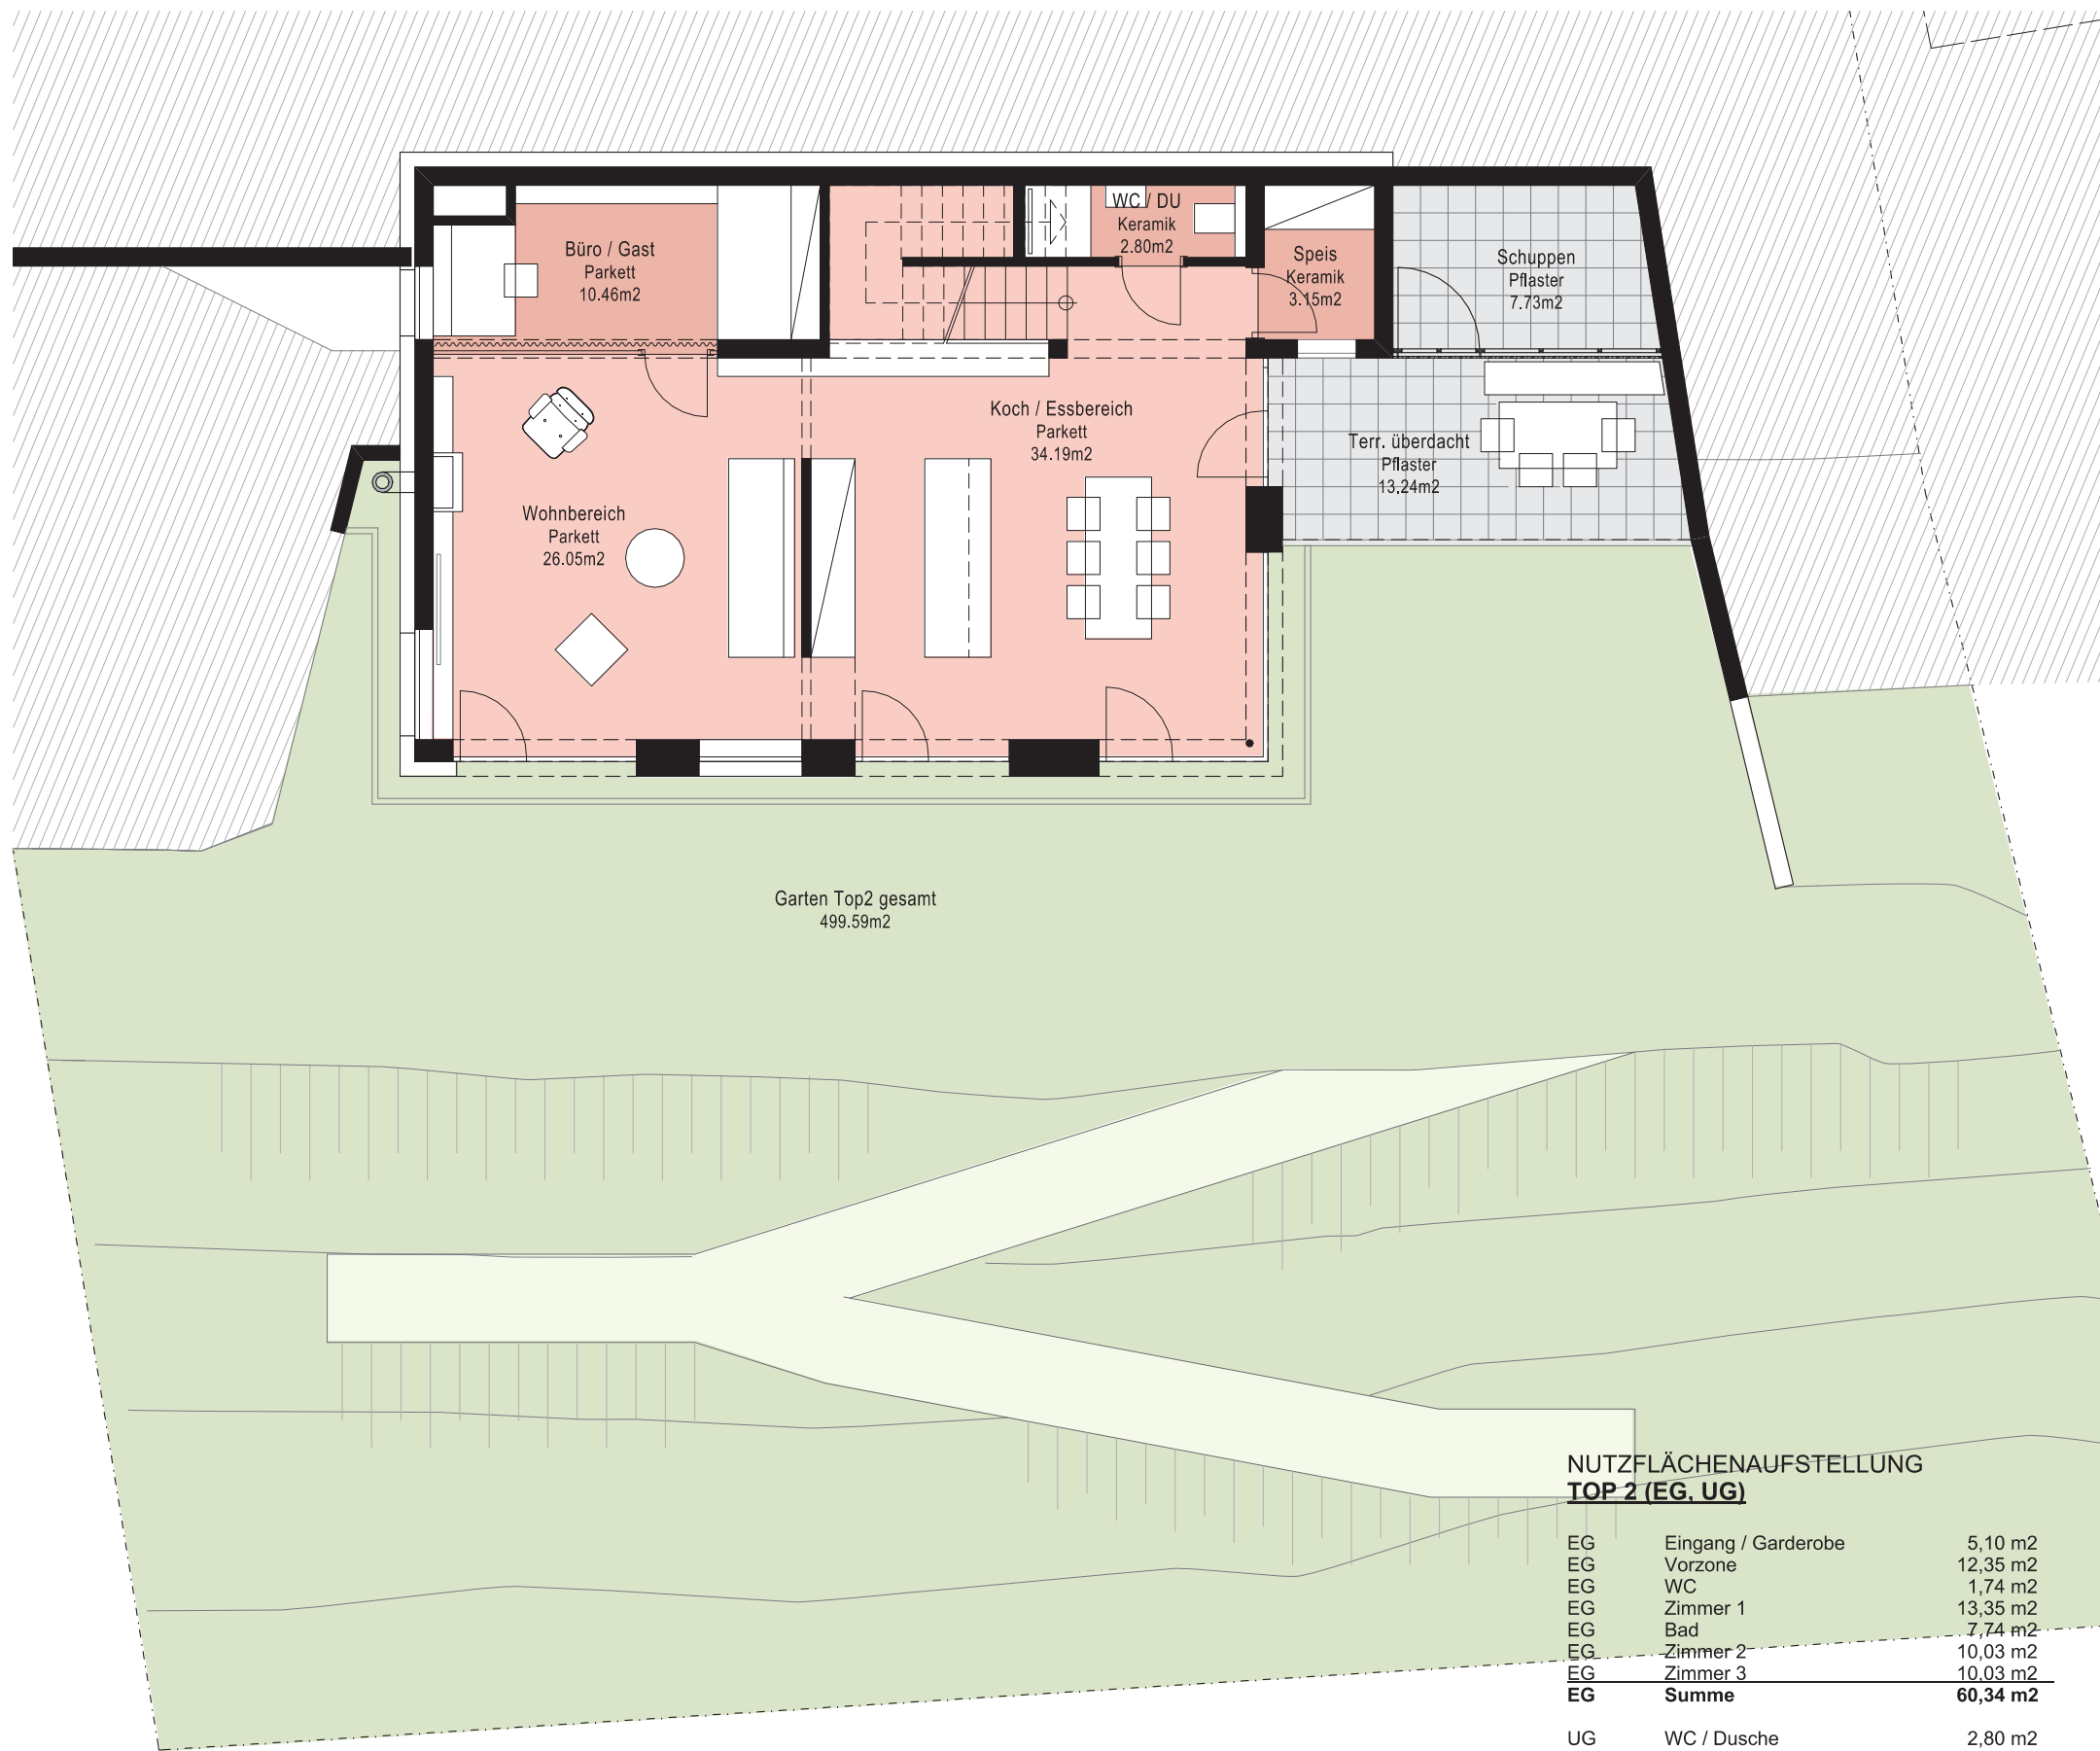 WC / DU
Keramik
2.80m2
Büro / Gast
Parkett
10.46m2
Speis
Keramik
3.15m2
Schuppen
Pflaster
7.73m2
Koch / Essbereich
Parkett
34.19m2
Terr. überdacht
Pflaster
13.24m2
Wohnbereich
Parkett
26.05m2
Garten Top2 gesamt
499.59m2
NUTZFLÄCHENAUFSTELLUNG
TOP 2 (EG, UG)
EG Eingang / Garderobe 5,10 m2
EG Vorzone 12,35 m2
EG WC 1,74 m2
EG Zimmer 1 13,35 m2
EG Bad 7,74 m2
EG Zimmer 2 10,03 m2
EG Zimmer 3 10,03 m2
EG Summe 60,34 m2
UG WC / Dusche 2,80 m2